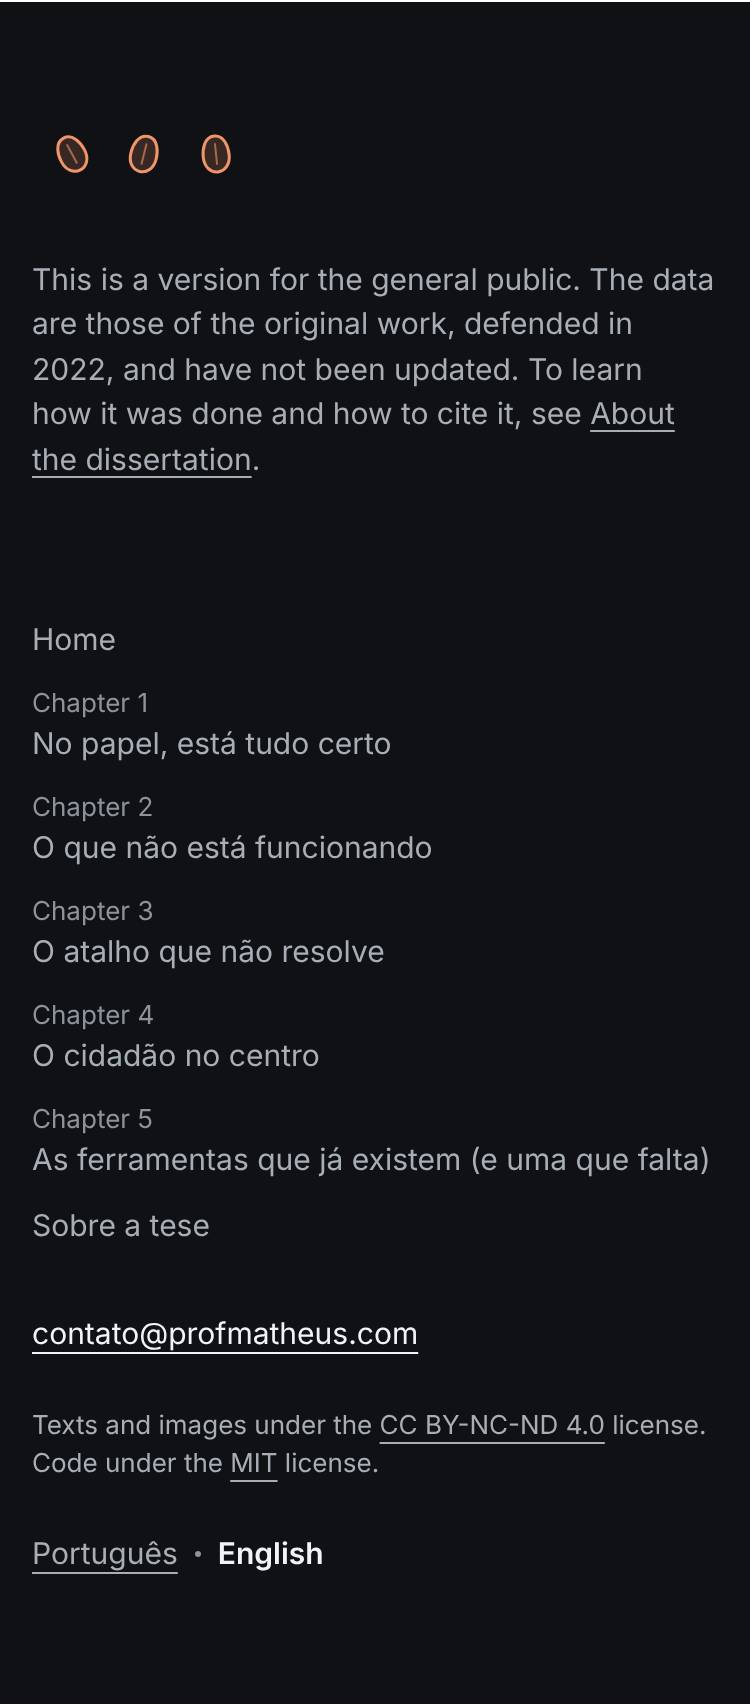 This is a version for the general public. The data
are those of the original work, defended in
2022, and have not been updated. To learn
how it was done and how to cite it, see About
the dissertation.
Home
Chapter 1
No papel, está tudo certo
Chapter 2
O que não está funcionando
Chapter 3
O atalho que não resolve
Chapter 4
O cidadão no centro
Chapter 5
As ferramentas que já existem (e uma que falta)
Sobre a tese
contato@profmatheus.com
Texts and images under the CC BY-NC-ND 4.0 license.
Code under the MIT license.
Português • English